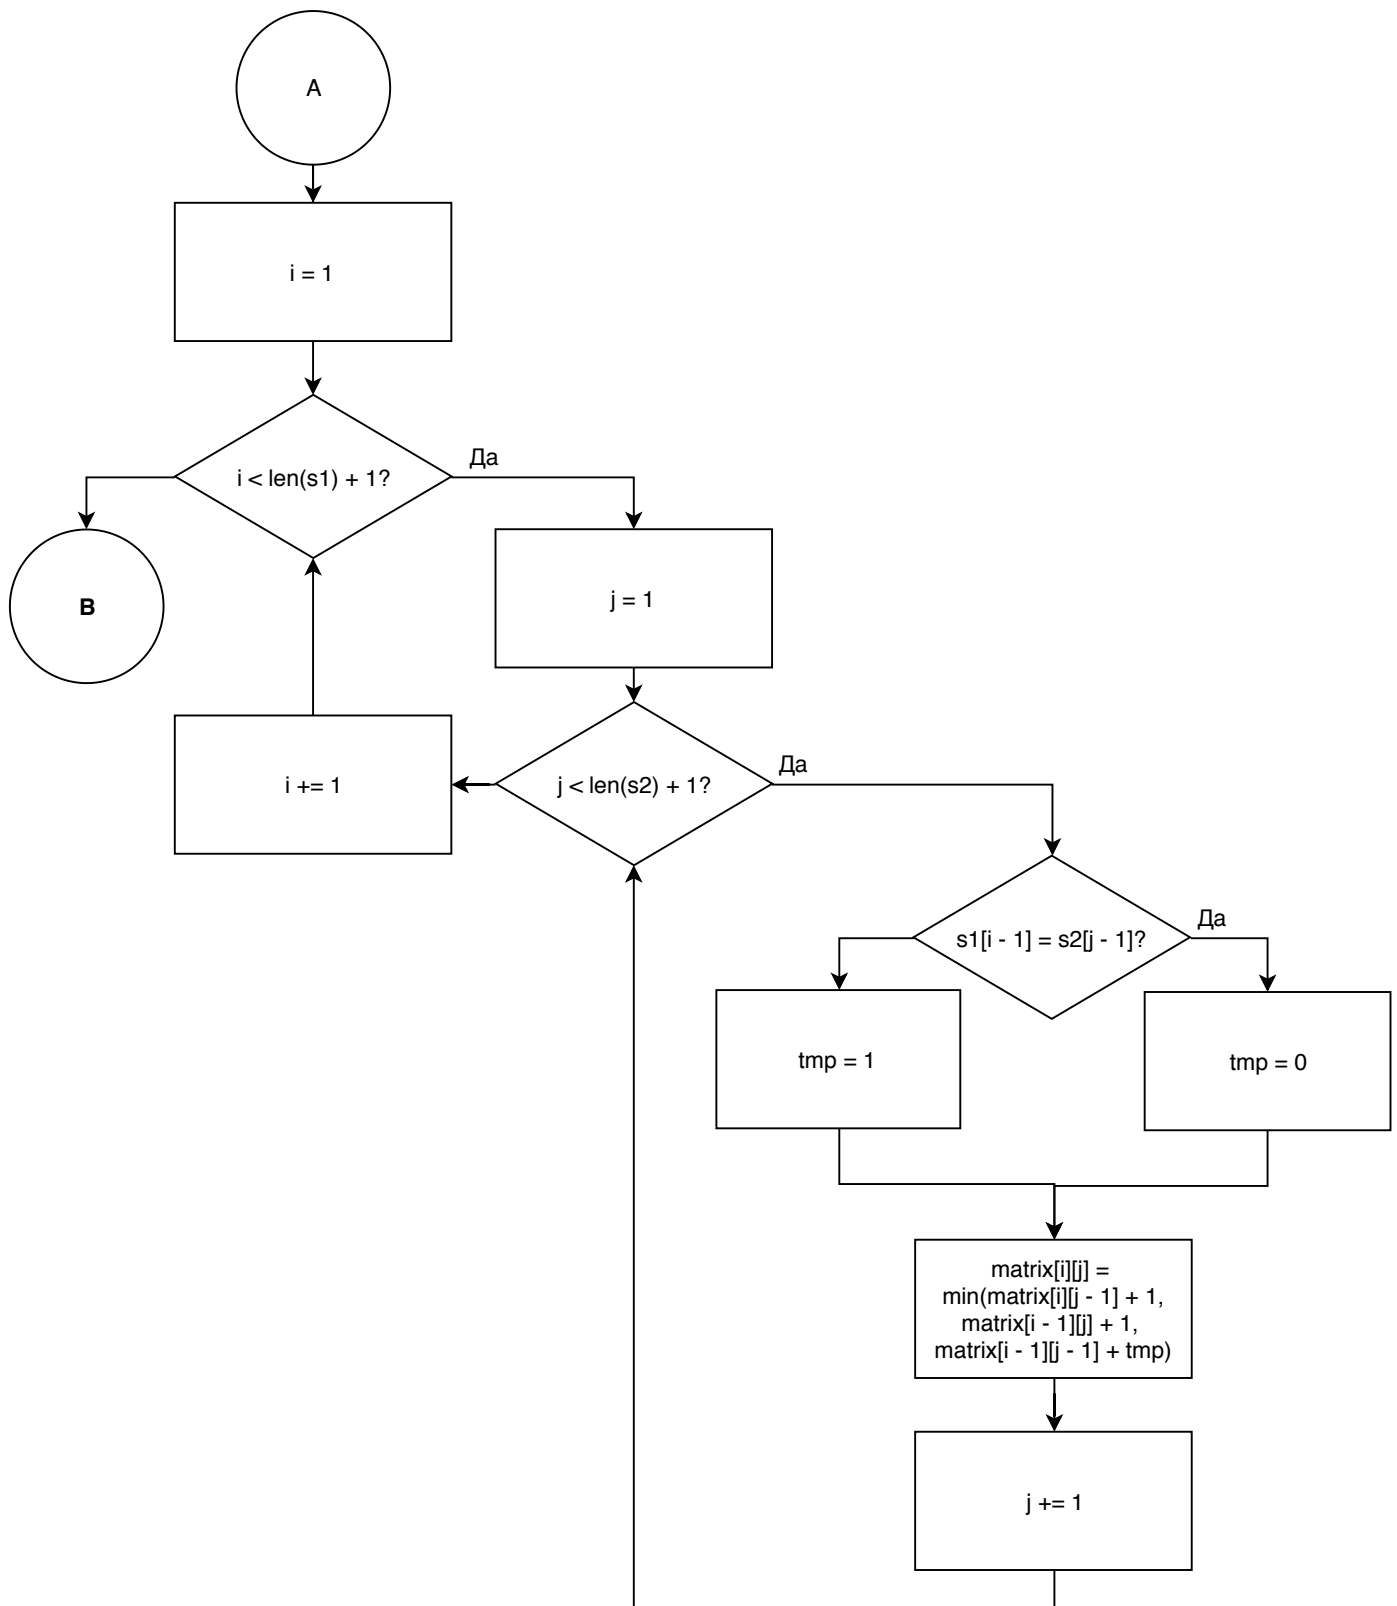 A
i = 1
i < len(s1) + 1?
Да
B
j = 1
i += 1
j < len(s2) + 1?
Да
s1[i - 1] = s2[j - 1]?
Да
tmp = 1
tmp = 0
matrix[i][j] =
min(matrix[i][j - 1] + 1,
matrix[i - 1][j] + 1,
matrix[i - 1][j - 1] + tmp)
j += 1